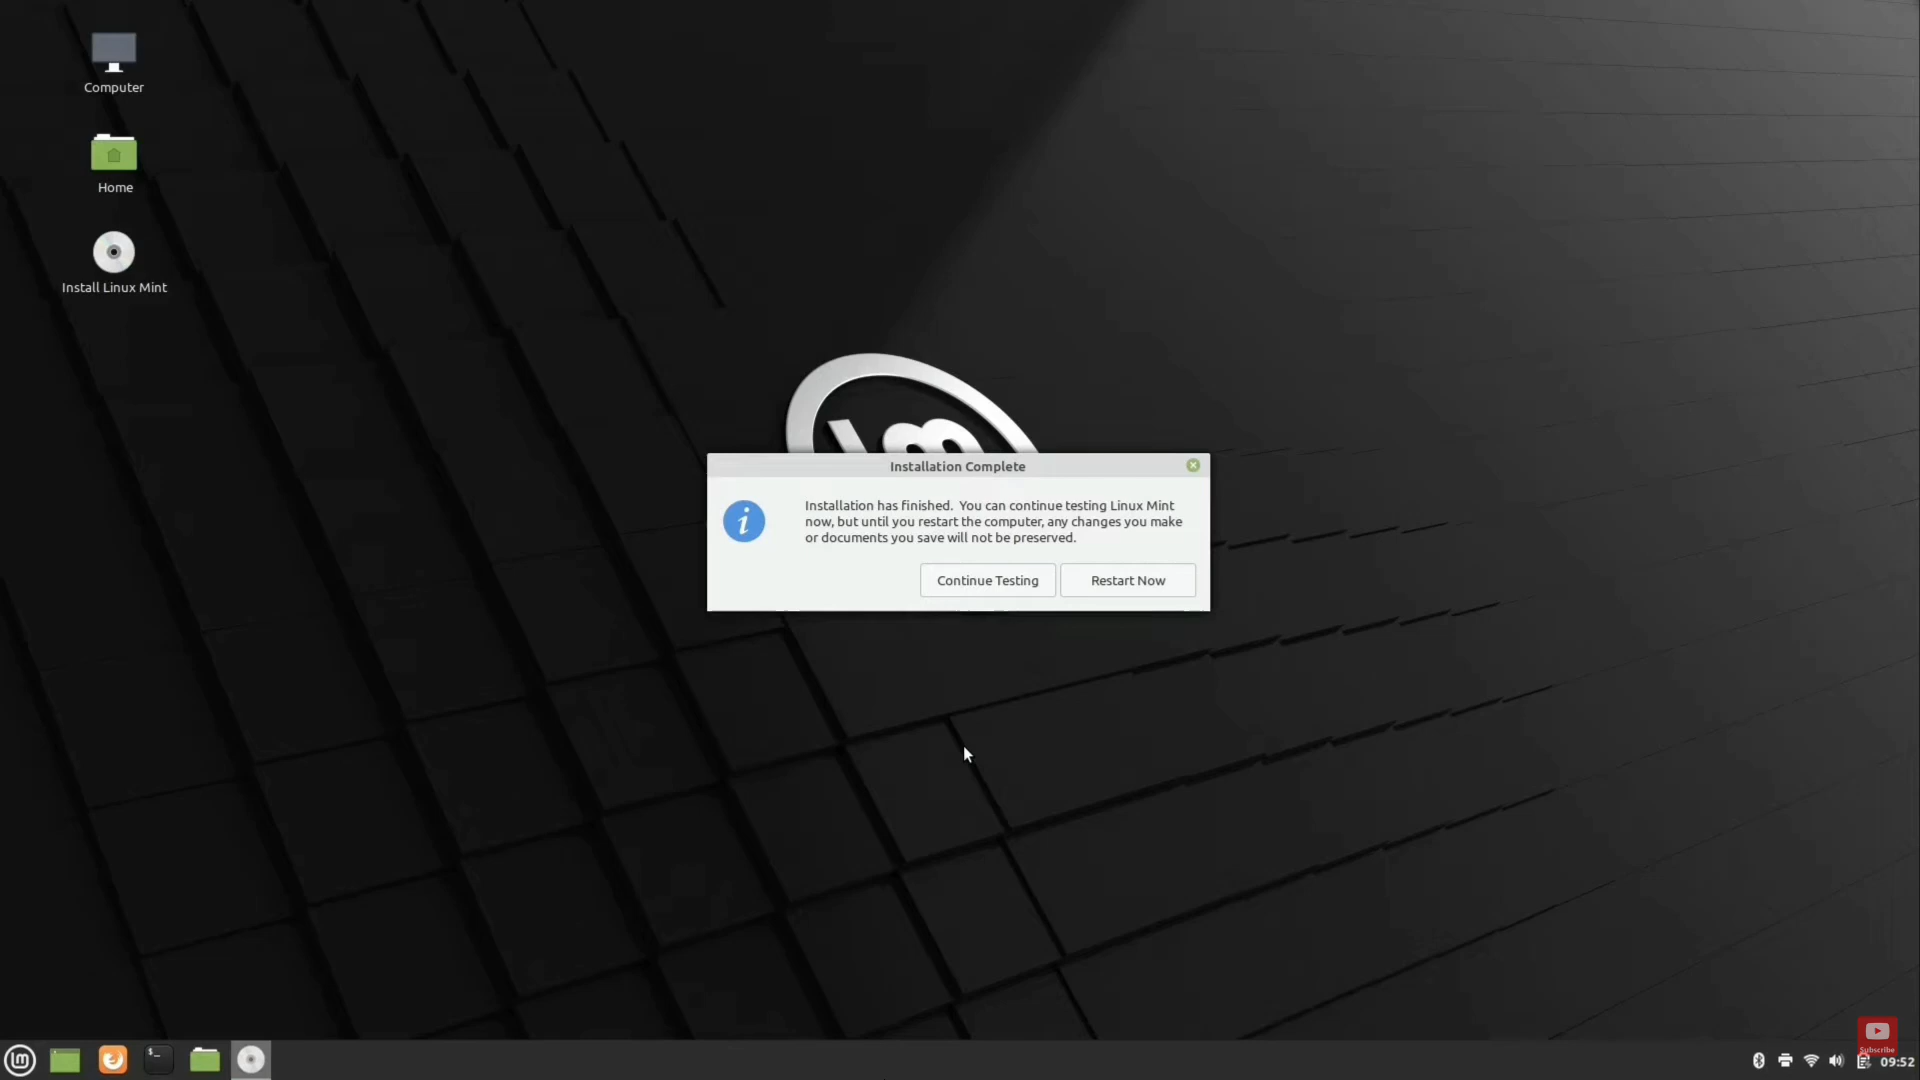 Computer
Home
Install Linux Mint
Installation Complete
Installation has finished.  You can continue testing Linux Mint
now, but until you restart the computer, any changes you make
or documents you save will not be preserved.
Continue Testing
Restart Now
Subscribe
09:52